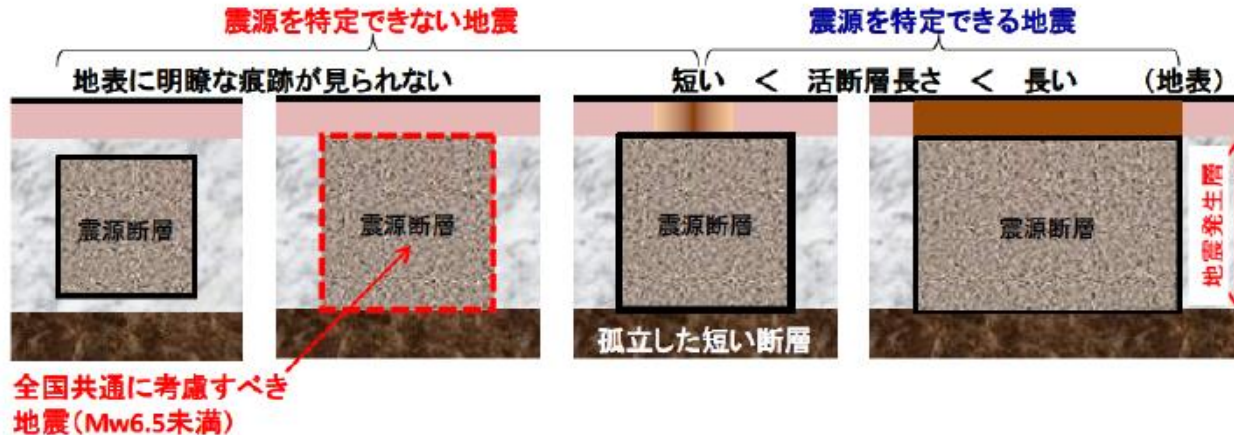 震源を特定できない地震
震源を特定できる地震
地表に明瞭な痕跡が見られない
短い < 活断層長さ < 長い (地表)
震源断層
震源断層
震源断層
震源断層
地震発生層
孤立した短い断層
全国共通に考慮すべき
地震(Mw6.5未満)